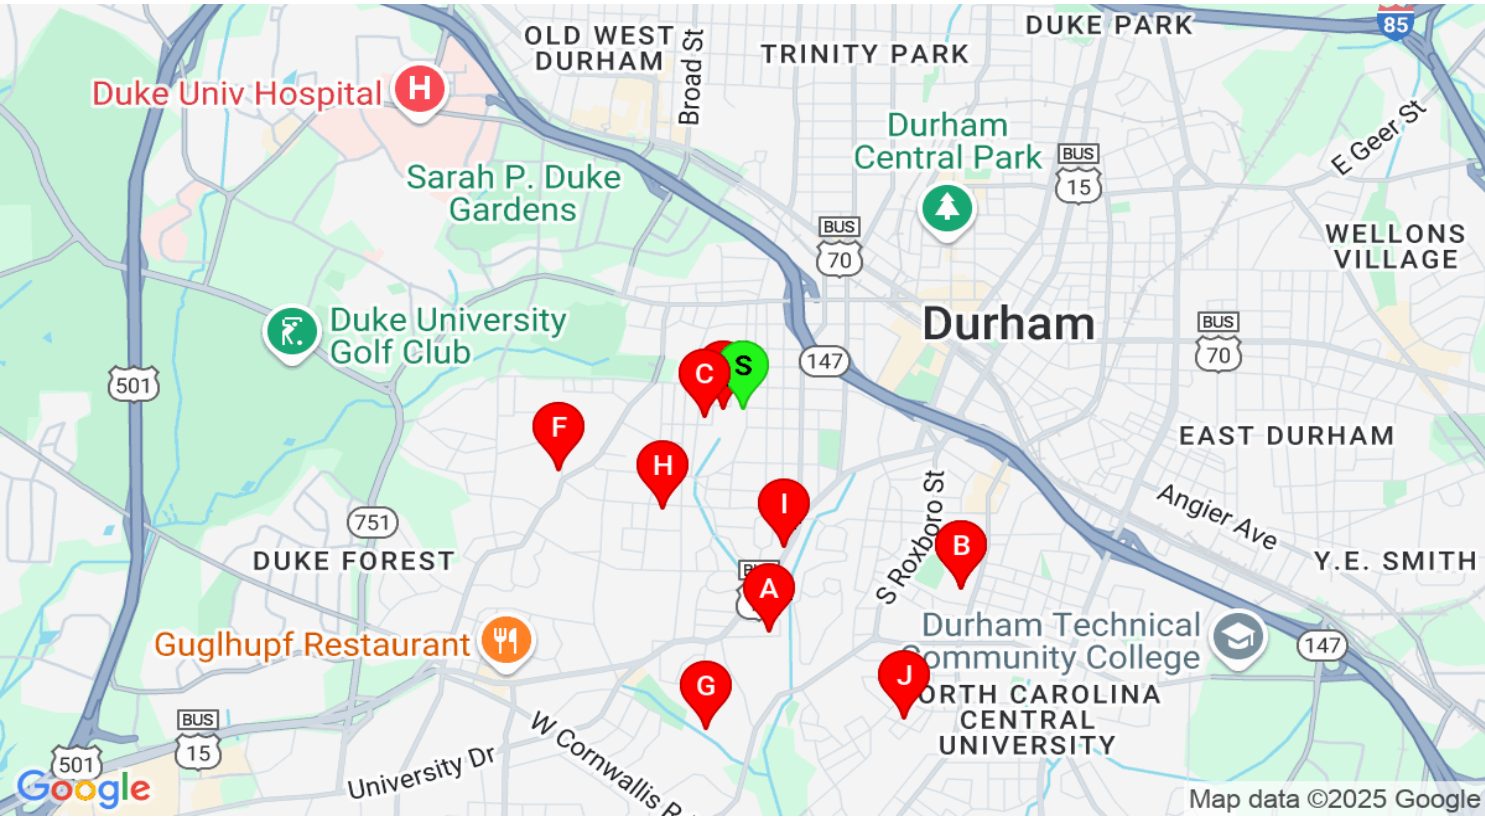 DUKE PARK
85
OLD WEST
DURHAM
Broad St
TRINITY PARK
Duke Univ Hospital
H
Durham
Central Park
BUS
15
E Geer St
Sarah P. Duke
Gardens
BUS
70
WELLONS
VILLAGE
Duke University
Golf Club
Durham
BUS
70
501
147
C
S
F
EAST DURHAM
H
I
S Roxboro St
Angier Ave
751
DUKE FOREST
B
Y.E. SMITH
A
Guglhupf Restaurant
Durham Technical
Community College
147
G
J
NORTH CAROLINA
CENTRAL
UNIVERSITY
BUS
15
W Cornwallis R
501
University Dr
Google
Map data ©2025 Google